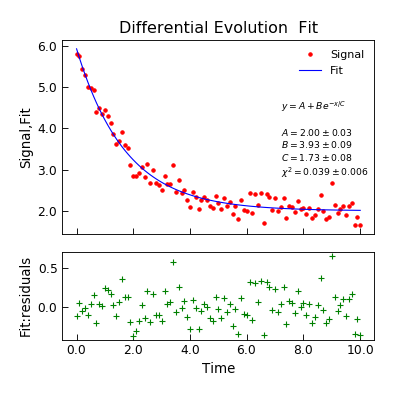 Differential Evolution Fit
6.0
5.0
4.0
3.0
2.0
Signal,Fit
Signal
Fit
y = A + Be^{-x/C}
A = 2.00 ± 0.03
B = 3.93 ± 0.09
C = 1.73 ± 0.08
χ² = 0.039 ± 0.006
0.5
0.0
Fit:residuals
0.0 2.0 4.0 6.0 8.0 10.0
Time